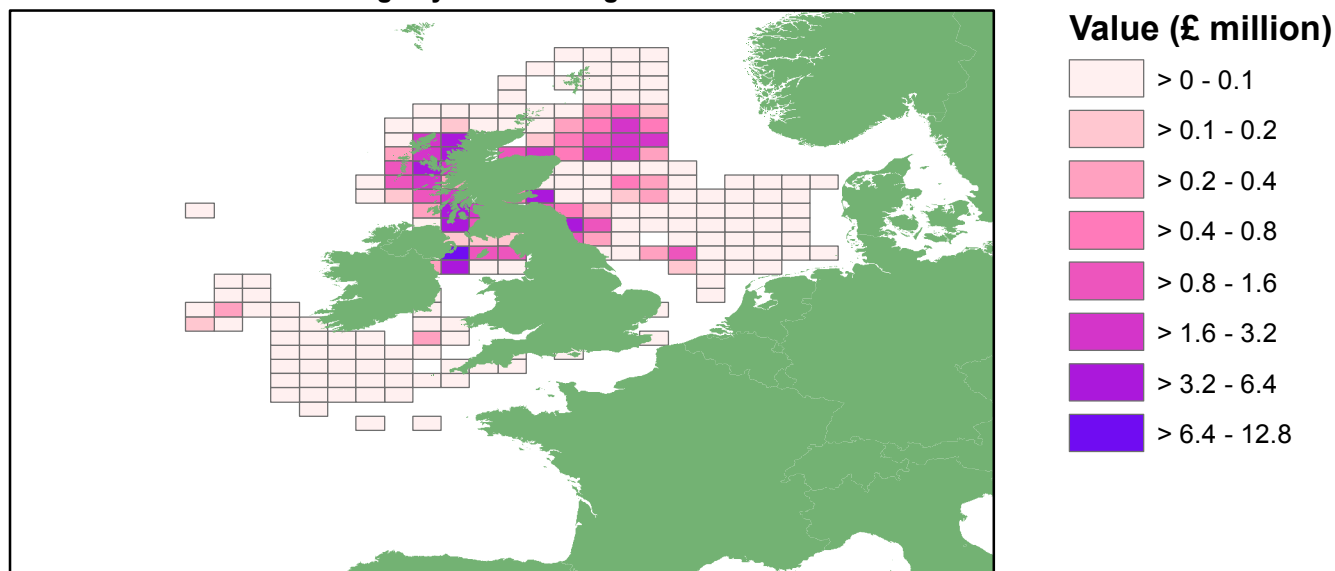 Value (£ million)
> 0 - 0.1
> 0.1 - 0.2
> 0.2 - 0.4
> 0.4 - 0.8
> 0.8 - 1.6
> 1.6 - 3.2
> 3.2 - 6.4
> 6.4 - 12.8